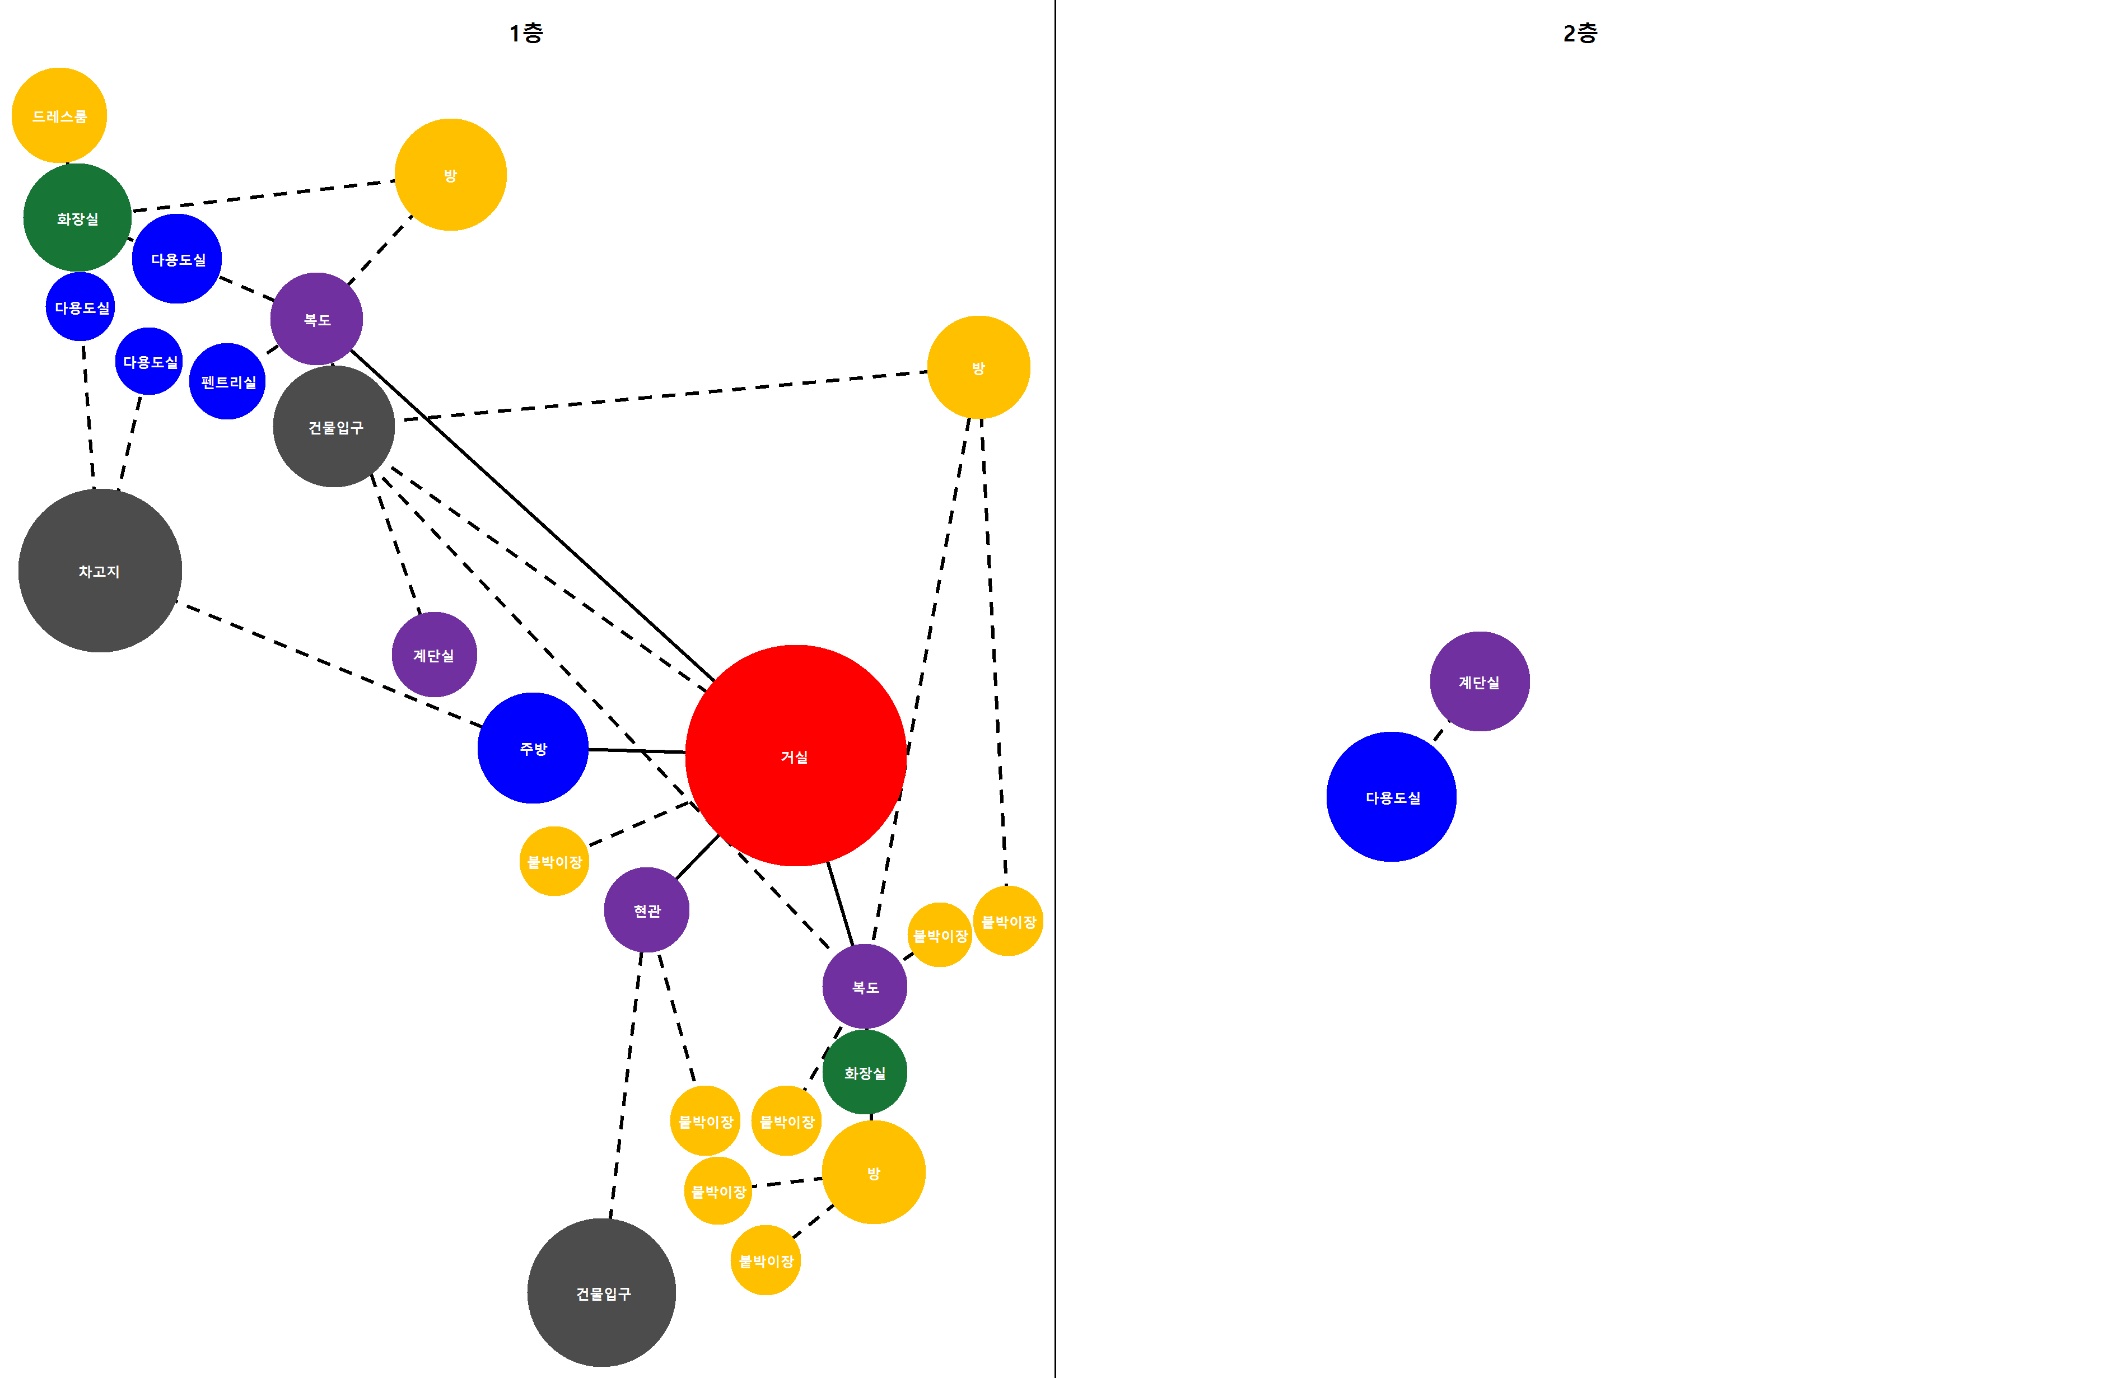 1층
2층
드레스룸
방
화장실
다용도실
다용도실
복도
다용도실
펜트리실
방
건물입구
차고지
계단실
계단실
주방
거실
다용도실
붙박이장
현관
붙박이장
붙박이장
복도
화장실
붙박이장
붙박이장
방
붙박이장
붙박이장
건물입구